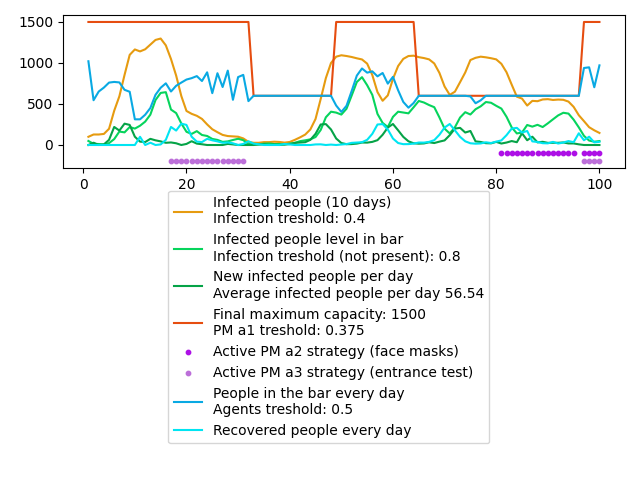 1500
1000
500
0
0 20 40 60 80 100
Infected people (10 days)
Infection treshold: 0.4
Infected people level in bar
Infection treshold (not present): 0.8
New infected people per day
Average infected people per day 56.54
Final maximum capacity: 1500
PM a1 treshold: 0.375
Active PM a2 strategy (face masks)
Active PM a3 strategy (entrance test)
People in the bar every day
Agents treshold: 0.5
Recovered people every day